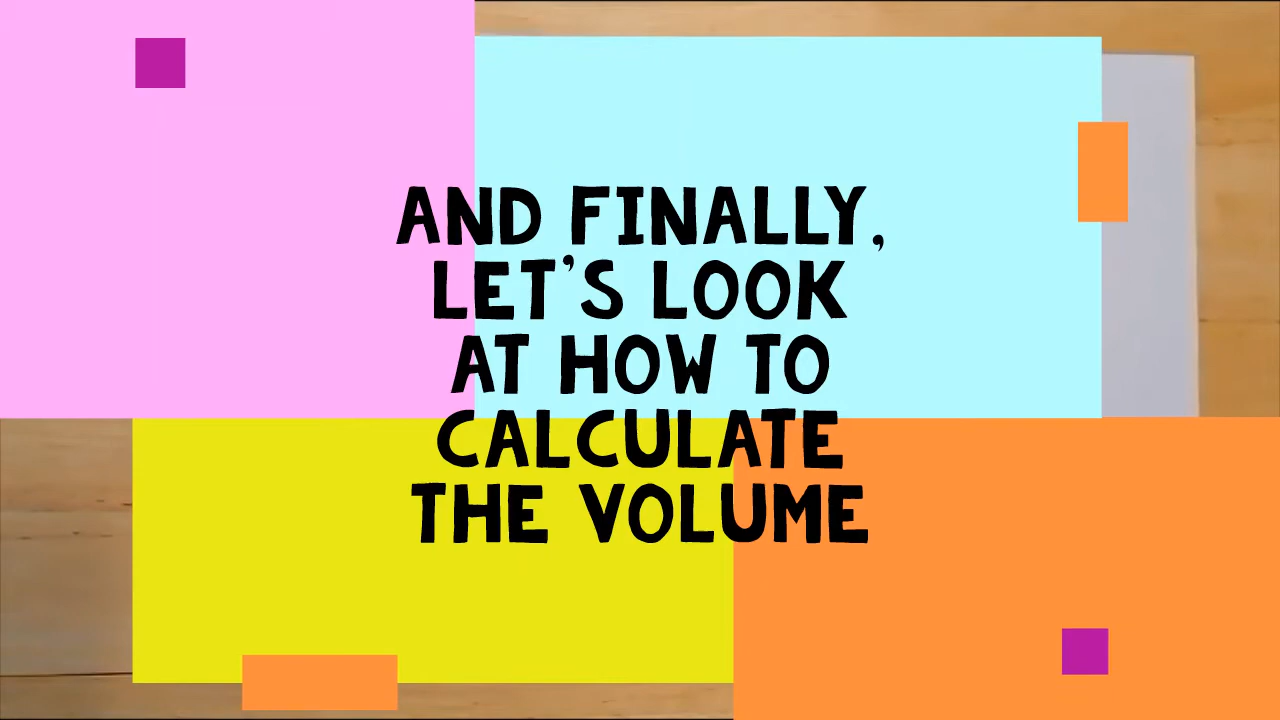 AND FINALLY,
LET'S LOOK
AT HOW TO
CALCULATE
THE VOLUME